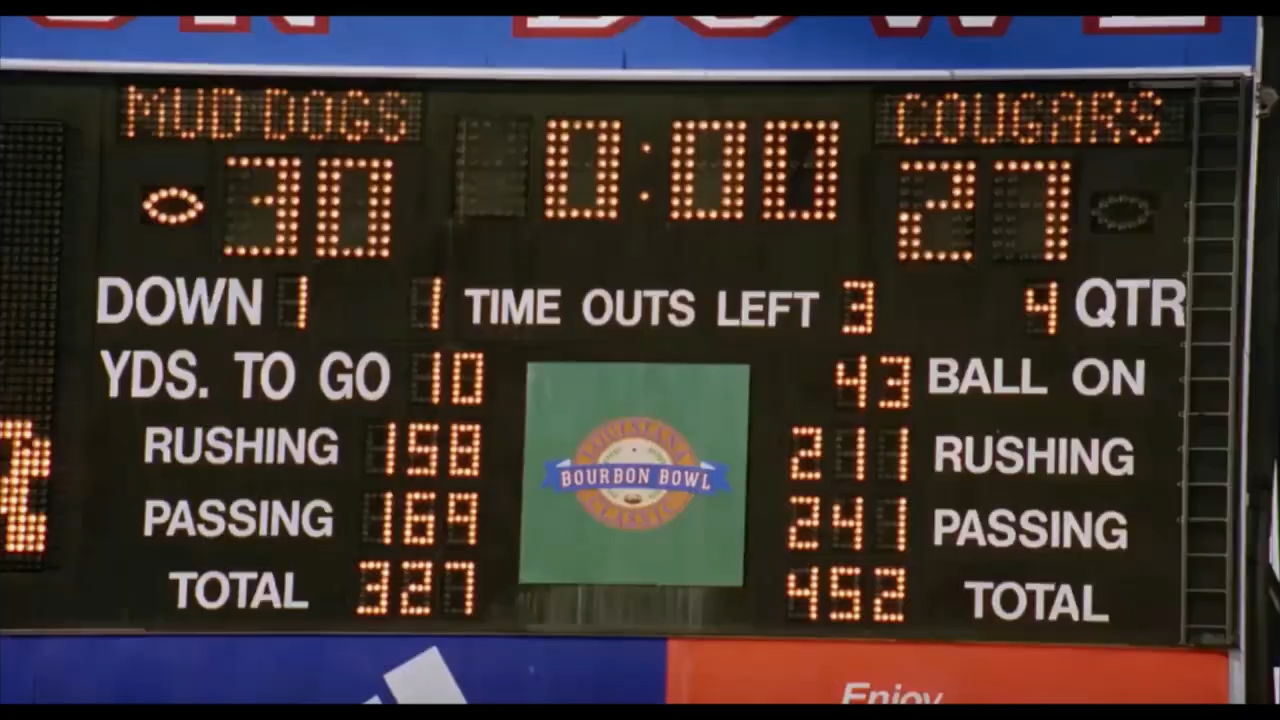 MUD DOGS 0:00 COUGARS
30 27
DOWN 1 1 TIME OUTS LEFT 3 4 QTR
YDS. TO GO 10 43 BALL ON
RUSHING 158 211 RUSHING
PASSING 169 241 PASSING
TOTAL 327 452 TOTAL
LOUISIANA
BOURBON BOWL
CLASSIC
Enjoy